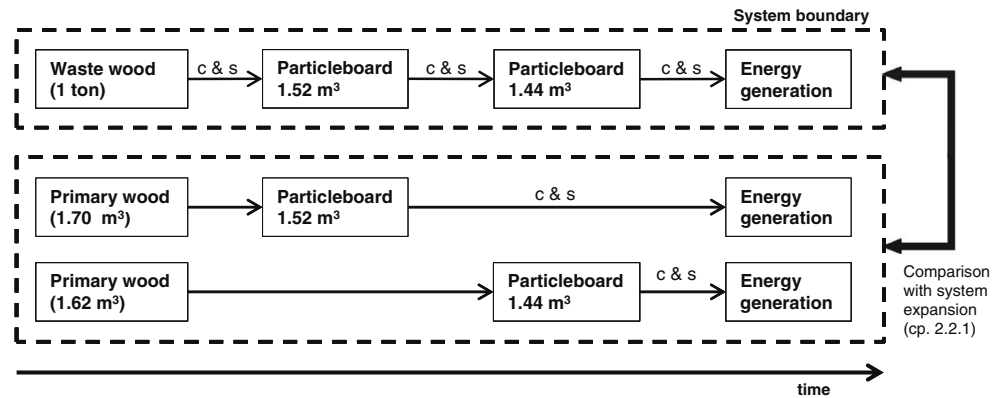 System boundary
Waste wood
(1 ton)
c & s
Particleboard
1.52 m³
c & s
Particleboard
1.44 m³
c & s
Energy
generation
Primary wood
(1.70 m³)
Particleboard
1.52 m³
c & s
Energy
generation
Primary wood
(1.62 m³)
Particleboard
1.44 m³
c & s
Energy
generation
Comparison
with system
expansion
(cp. 2.2.1)
time